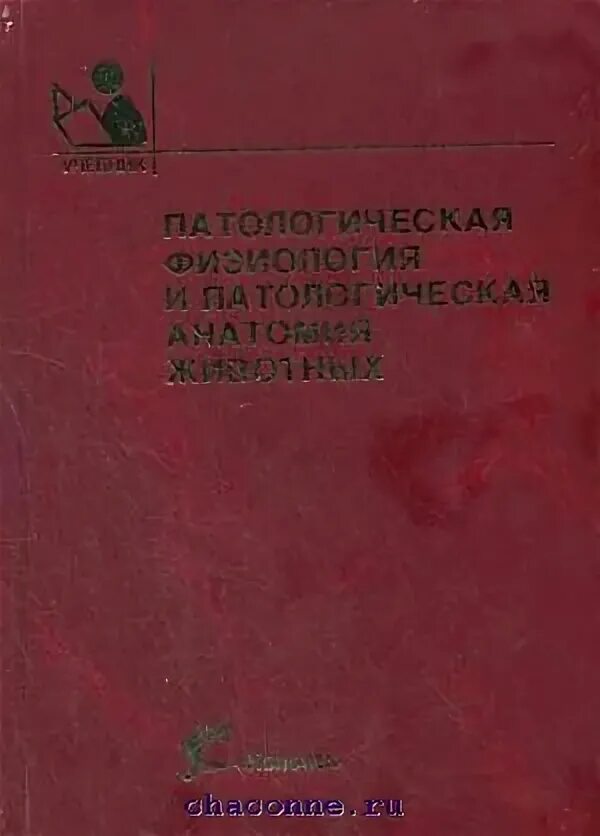 УЧЕБНИК
ПАТОЛОГИЧЕСКАЯ
ФИЗИОЛОГИЯ
И ПАТОЛОГИЧЕСКАЯ
АНАТОМИЯ
ЖИВОТНЫХ
chaconne.ru